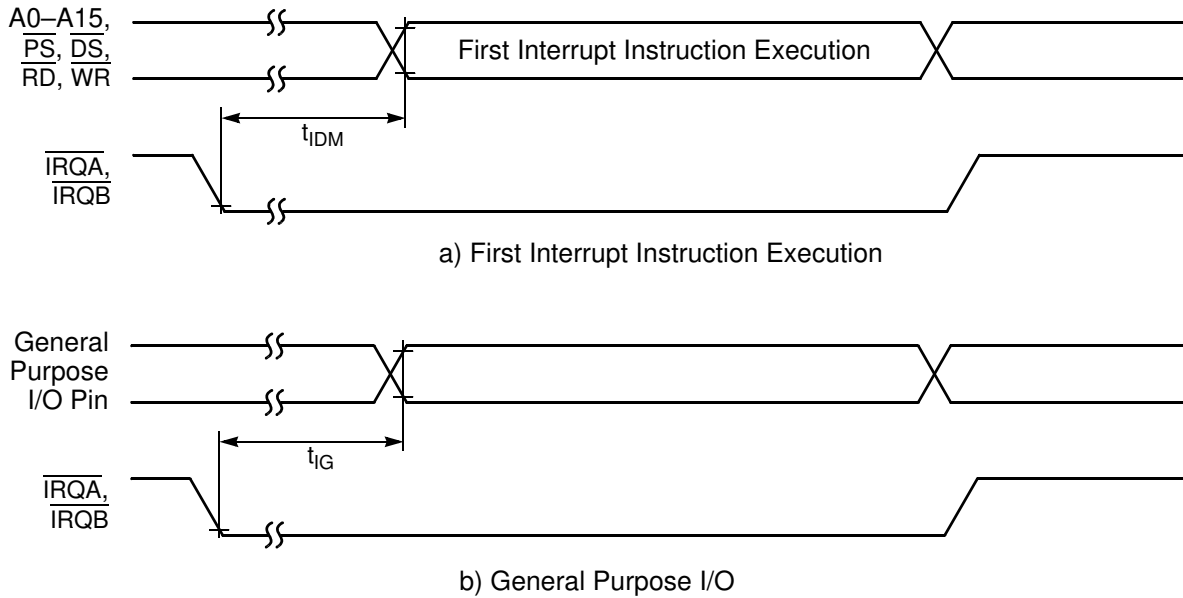 A0–A15,
PS, DS,
RD, WR
First Interrupt Instruction Execution
tIDM
IRQA,
IRQB
a) First Interrupt Instruction Execution
General
Purpose
I/O Pin
tIG
IRQA,
IRQB
b) General Purpose I/O